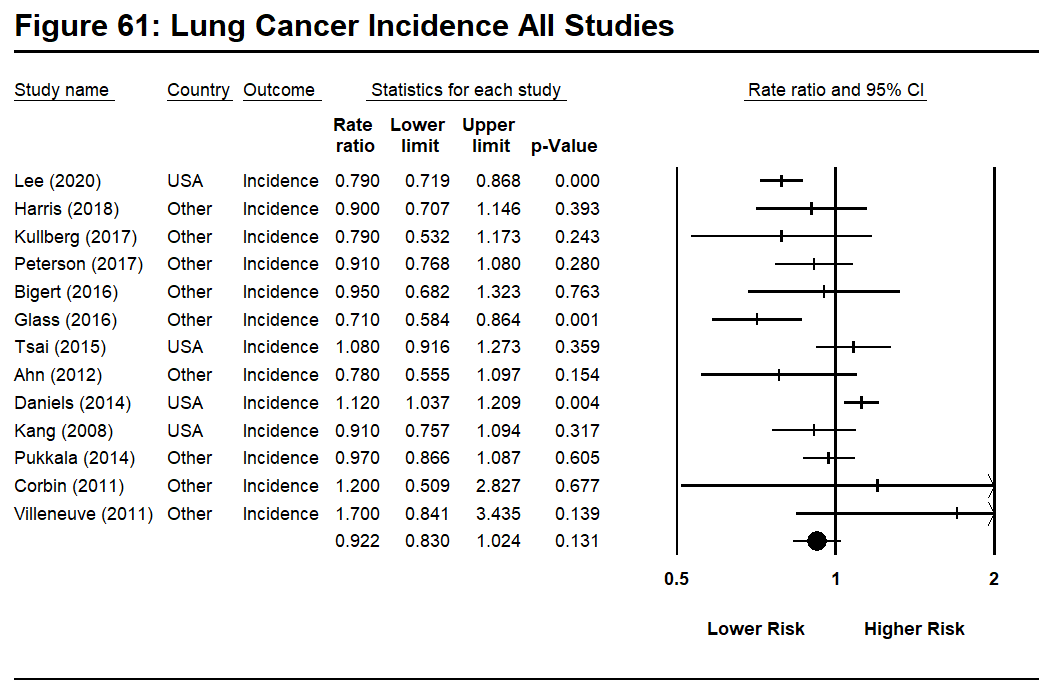 Figure 61: Lung Cancer Incidence All Studies
Study name Country Outcome Statistics for each study Rate ratio and 95% CI
Rate Lower Upper
ratio limit limit p-Value
Lee (2020) USA Incidence 0.790 0.719 0.868 0.000
Harris (2018) Other Incidence 0.900 0.707 1.146 0.393
Kullberg (2017) Other Incidence 0.790 0.532 1.173 0.243
Peterson (2017) Other Incidence 0.910 0.768 1.080 0.280
Bigert (2016) Other Incidence 0.950 0.682 1.323 0.763
Glass (2016) Other Incidence 0.710 0.584 0.864 0.001
Tsai (2015) USA Incidence 1.080 0.916 1.273 0.359
Ahn (2012) Other Incidence 0.780 0.555 1.097 0.154
Daniels (2014) USA Incidence 1.120 1.037 1.209 0.004
Kang (2008) USA Incidence 0.910 0.757 1.094 0.317
Pukkala (2014) Other Incidence 0.970 0.866 1.087 0.605
Corbin (2011) Other Incidence 1.200 0.509 2.827 0.677
Villeneuve (2011) Other Incidence 1.700 0.841 3.435 0.139
0.922 0.830 1.024 0.131
0.5 1 2
Lower Risk Higher Risk